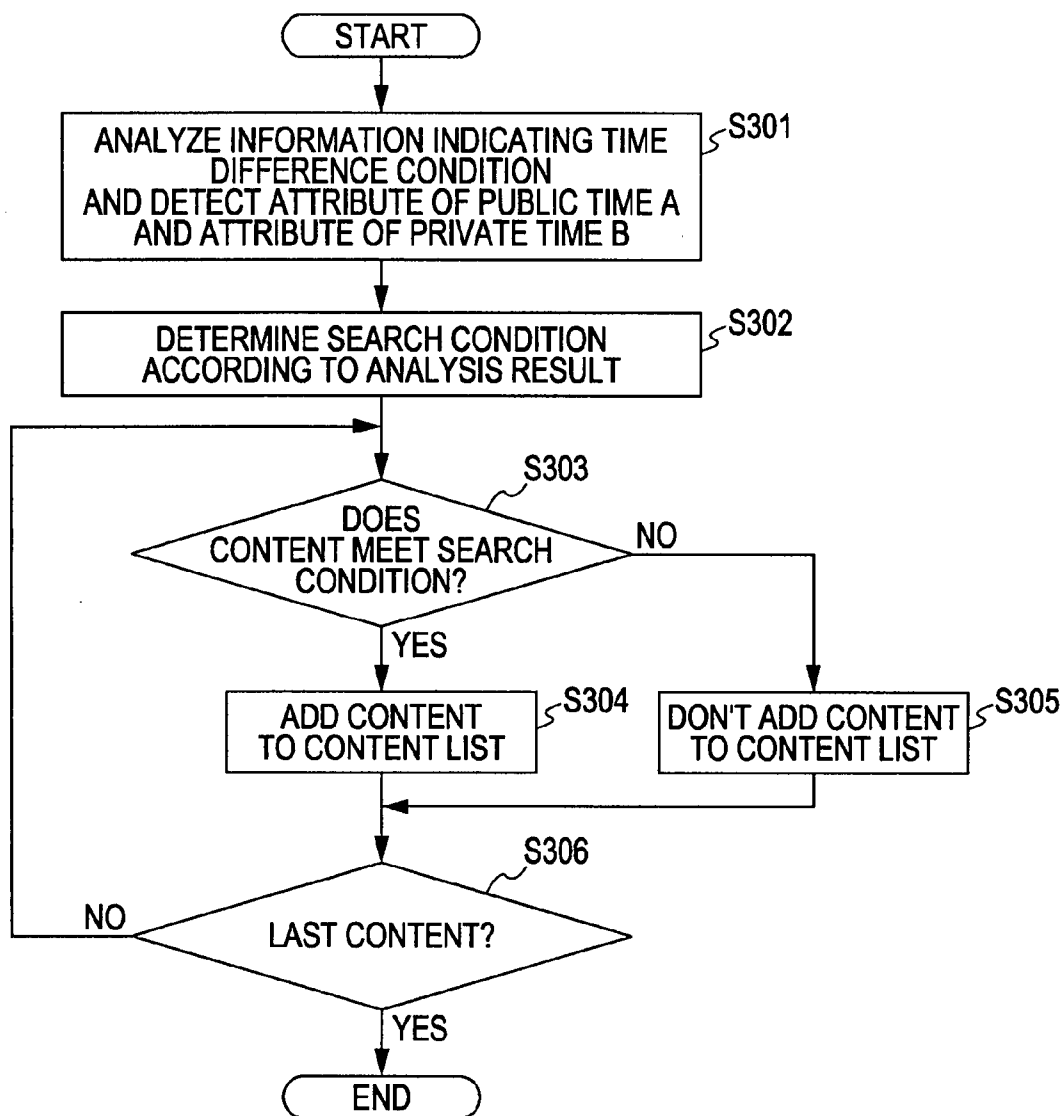 START
S301
ANALYZE INFORMATION INDICATING TIME
DIFFERENCE CONDITION
AND DETECT ATTRIBUTE OF PUBLIC TIME A
AND ATTRIBUTE OF PRIVATE TIME B
S302
DETERMINE SEARCH CONDITION
ACCORDING TO ANALYSIS RESULT
S303
DOES
CONTENT MEET SEARCH
CONDITION?
NO
YES
S304
ADD CONTENT
TO CONTENT LIST
S305
DON'T ADD CONTENT
TO CONTENT LIST
S306
LAST CONTENT?
NO
YES
END